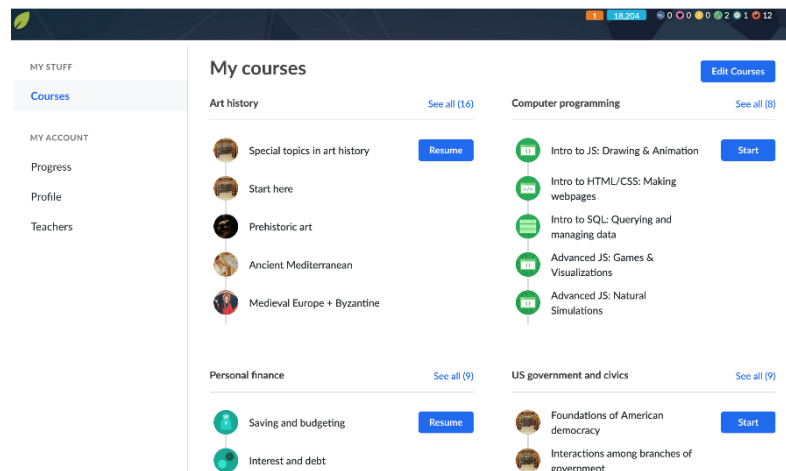 1 18,204 0 0 0 2 1 12
MY STUFF
Courses
MY ACCOUNT
Progress
Profile
Teachers
My courses
Edit Courses
Art history
See all (16)
Special topics in art history
Resume
Start here
Prehistoric art
Ancient Mediterranean
Medieval Europe + Byzantine
Computer programming
See all (8)
Intro to JS: Drawing & Animation
Start
Intro to HTML/CSS: Making
webpages
Intro to SQL: Querying and
managing data
Advanced JS: Games &
Visualizations
Advanced JS: Natural
Simulations
Personal finance
See all (9)
Saving and budgeting
Resume
Interest and debt
US government and civics
See all (9)
Foundations of American
democracy
Start
Interactions among branches of
government